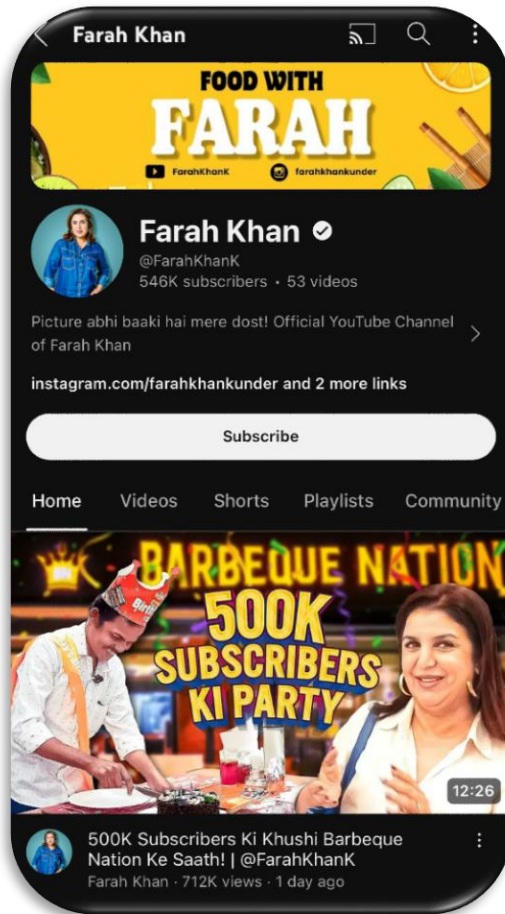 Farah Khan
FOOD WITH
FARAH
FarahKhanK
farahkhankunder
Farah Khan
@FarahKhanK
546K subscribers • 53 videos
Picture abhi baaki hai mere dost! Official YouTube Channel
of Farah Khan
instagram.com/farahkhankunder and 2 more links
Subscribe
Home Videos Shorts Playlists Community
BARBEQUE NATION
500K
SUBSCRIBERS
KI PARTY
12:26
500K Subscribers Ki Khushi Barbeque
Nation Ke Saath! | @FarahKhanK
Farah Khan · 712K views · 1 day ago